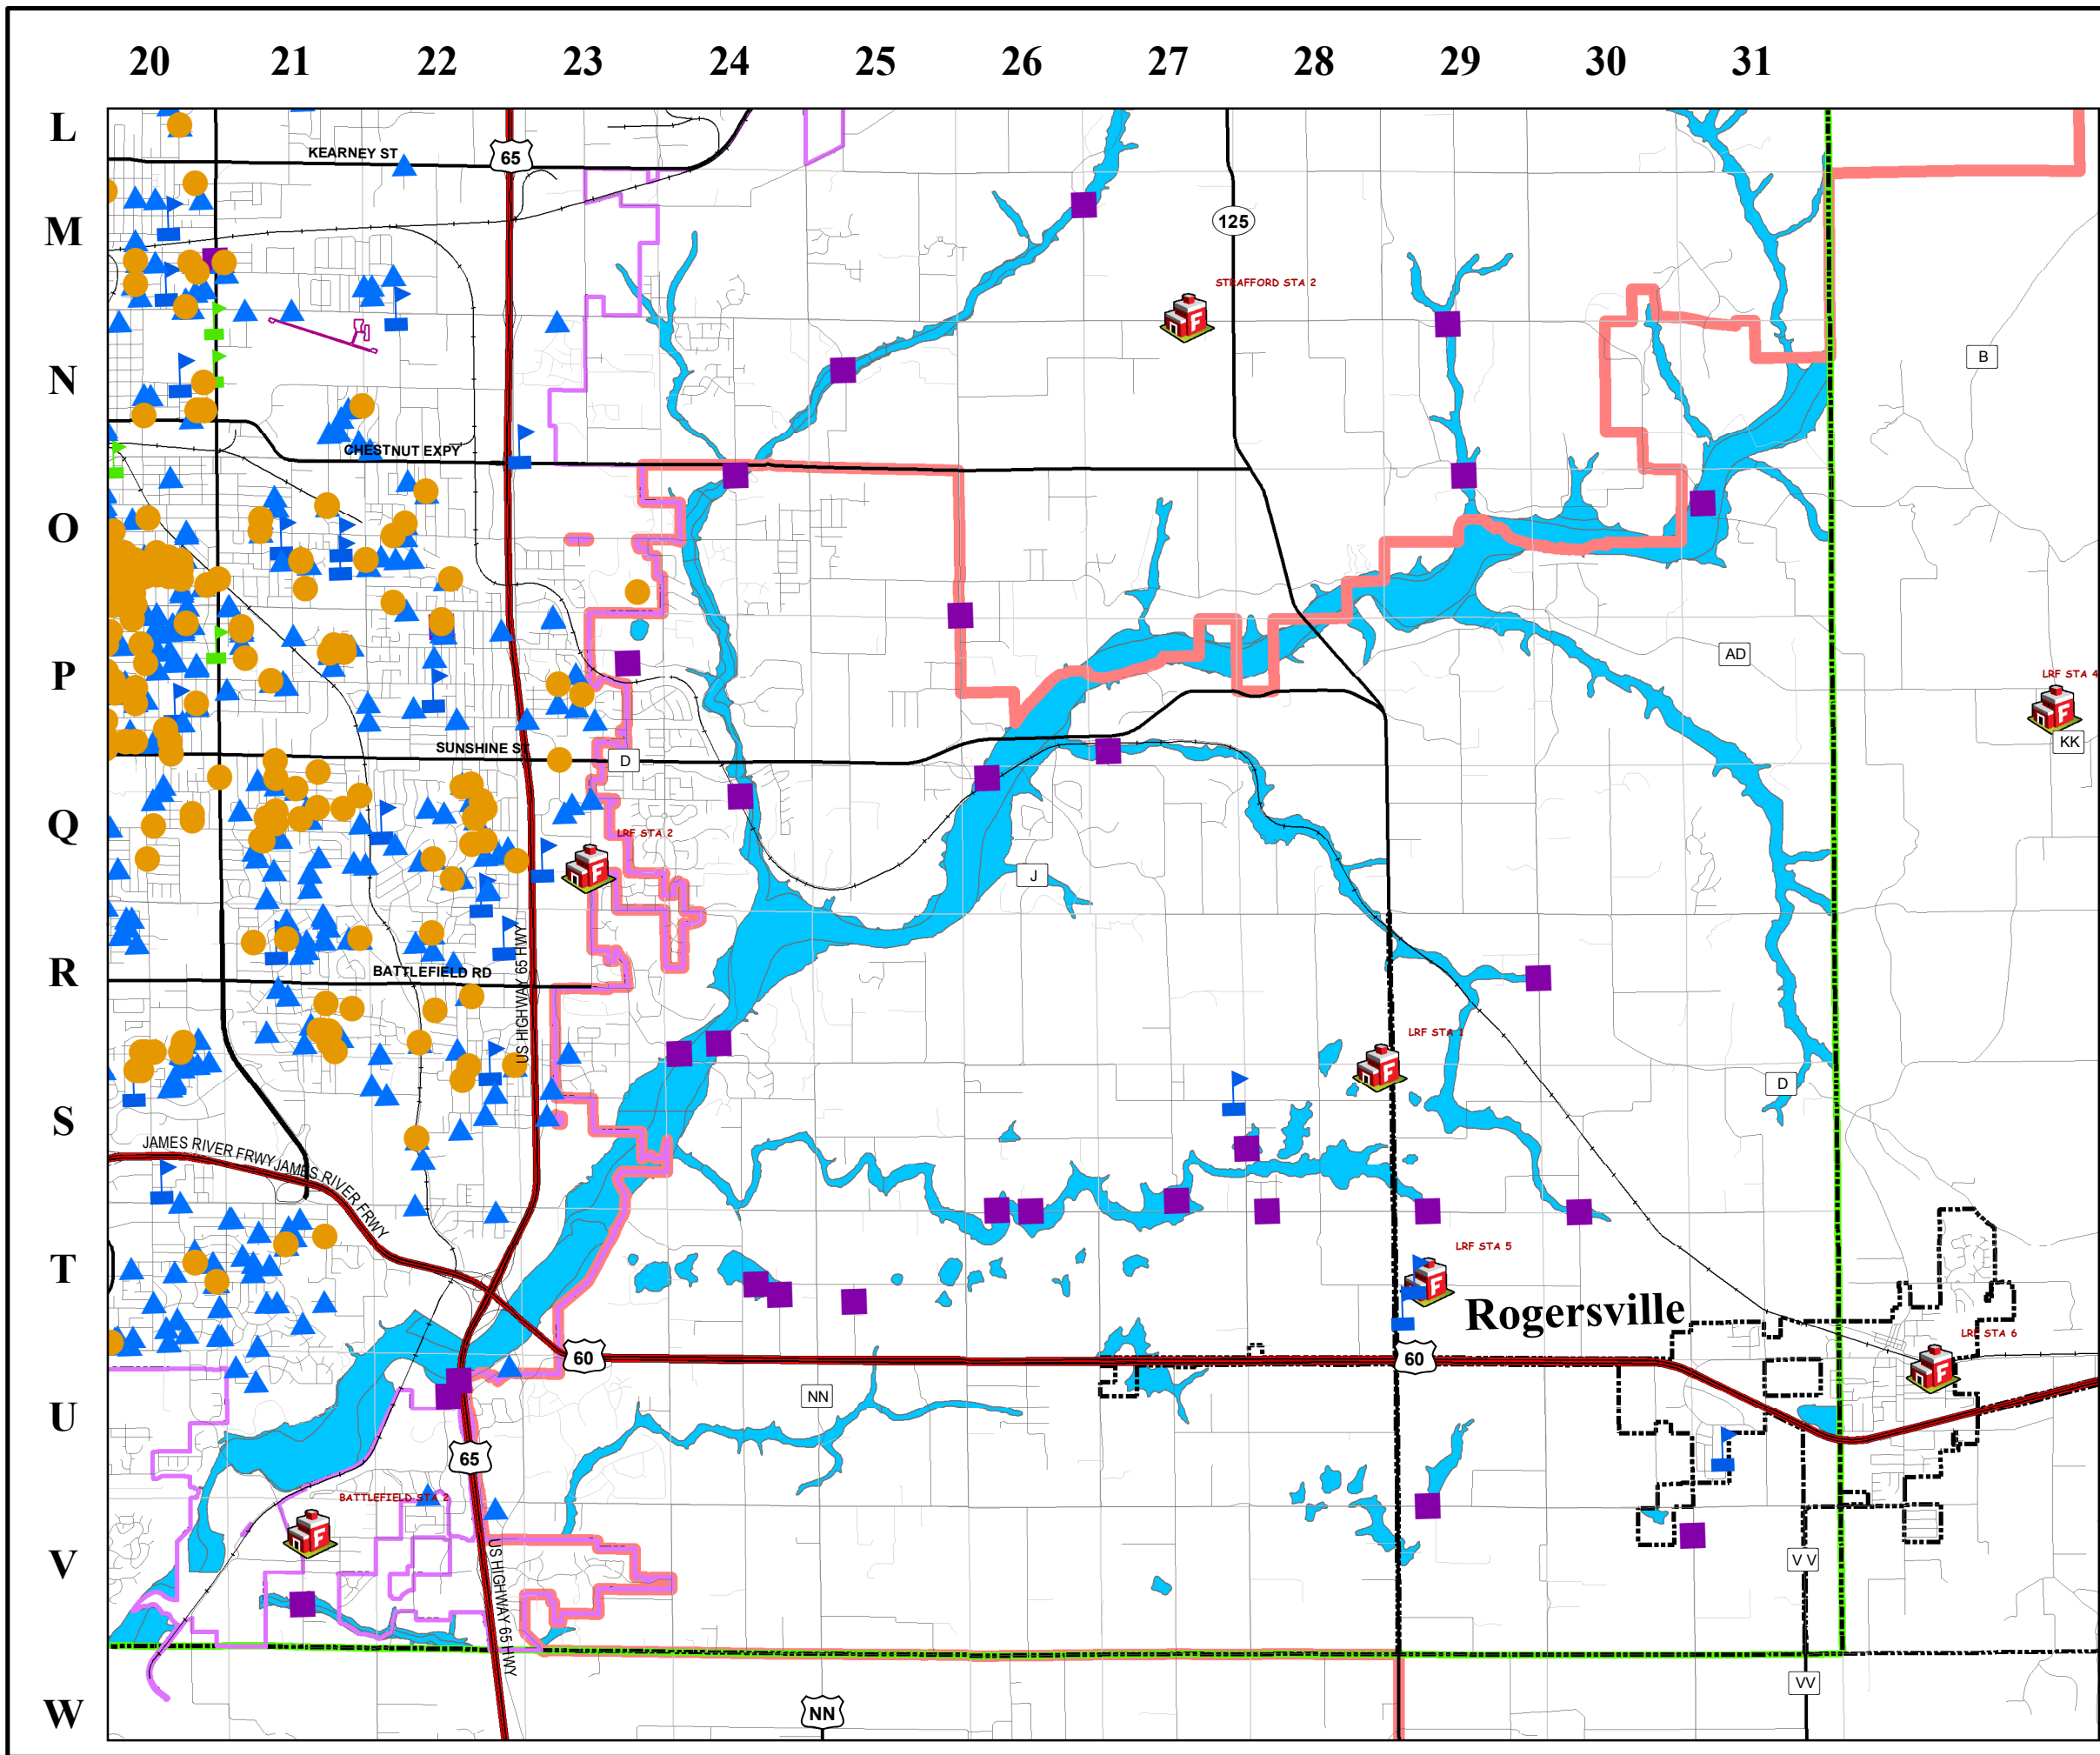 20 21 22 23 24 25 26 27 28 29 30 31
L
KEARNEY ST
65
M
125
STRAFFORD STA 2
N
B
CHESTNUT EXPY
O
AD
P
LRF STA 4
KK
SUNSHINE ST
D
Q
LRF STA 2
J
R
US HIGHWAY 65 HWY
BATTLEFIELD RD
LRF STA 1
D
S
JAMES RIVER FRWY
JAMES RIVER FRWY
T
LRF STA 5
Rogersville
LRF STA 6
60
60
NN
U
65
BATTLEFIELD STA 2
V
US HIGHWAY 65 HWY
V V
VV
W
NN
F
F
F
F
F
F
F